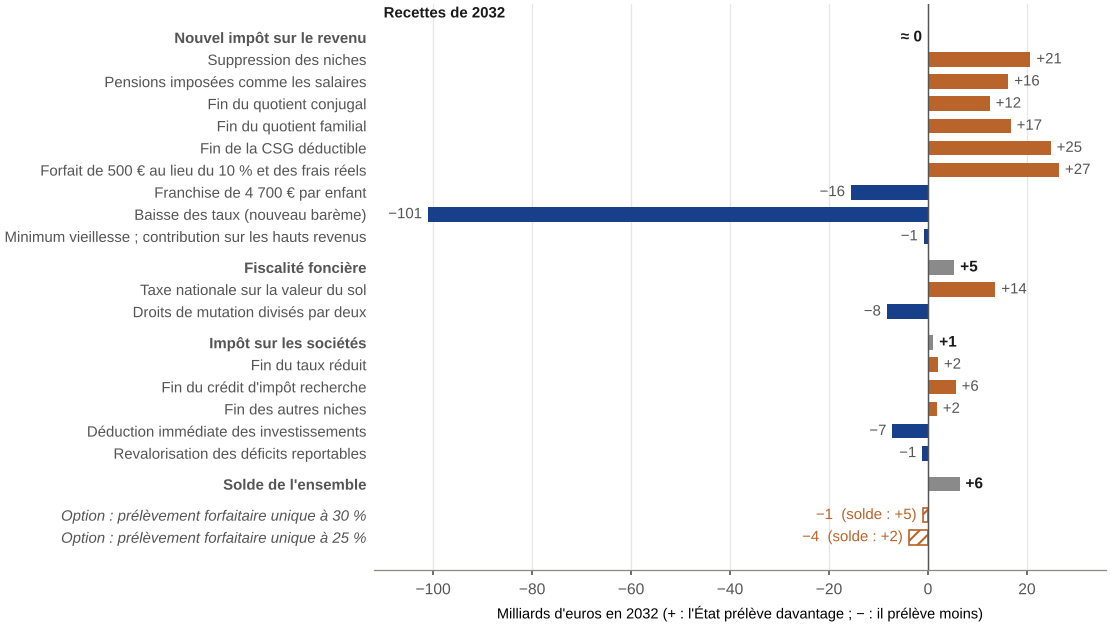 Recettes de 2032
Nouvel impôt sur le revenu ≈ 0
Suppression des niches +21
Pensions imposées comme les salaires +16
Fin du quotient conjugal +12
Fin du quotient familial +17
Fin de la CSG déductible +25
Forfait de 500 € au lieu du 10 % et des frais réels +27
Franchise de 4 700 € par enfant −16
Baisse des taux (nouveau barème) −101
Minimum vieillesse ; contribution sur les hauts revenus −1
Fiscalité foncière +5
Taxe nationale sur la valeur du sol +14
Droits de mutation divisés par deux −8
Impôt sur les sociétés +1
Fin du taux réduit +2
Fin du crédit d'impôt recherche +6
Fin des autres niches +2
Déduction immédiate des investissements −7
Revalorisation des déficits reportables −1
Solde de l'ensemble +6
Option : prélèvement forfaitaire unique à 30 % −1 (solde : +5)
Option : prélèvement forfaitaire unique à 25 % −4 (solde : +2)
−100 −80 −60 −40 −20 0 20
Milliards d'euros en 2032 (+ : l'État prélève davantage ; − : il prélève moins)